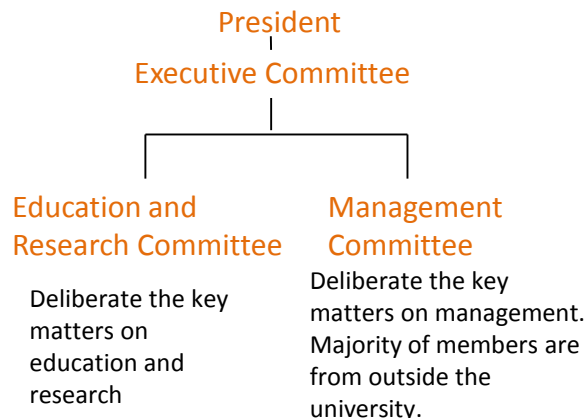 President
Executive Committee
Education and
Research Committee
Deliberate the key
matters on
education and
research
Management
Committee
Deliberate the key
matters on management.
Majority of members are
from outside the
university.